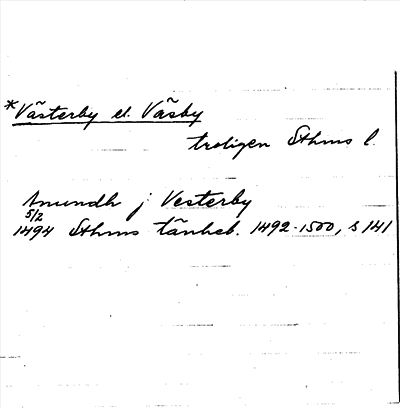 *Västerby el. Väsby
troligen Sthms l.
Amundh j Vesterby
5/2
1494 Sthms tänkeb. 1492-1500, s 141